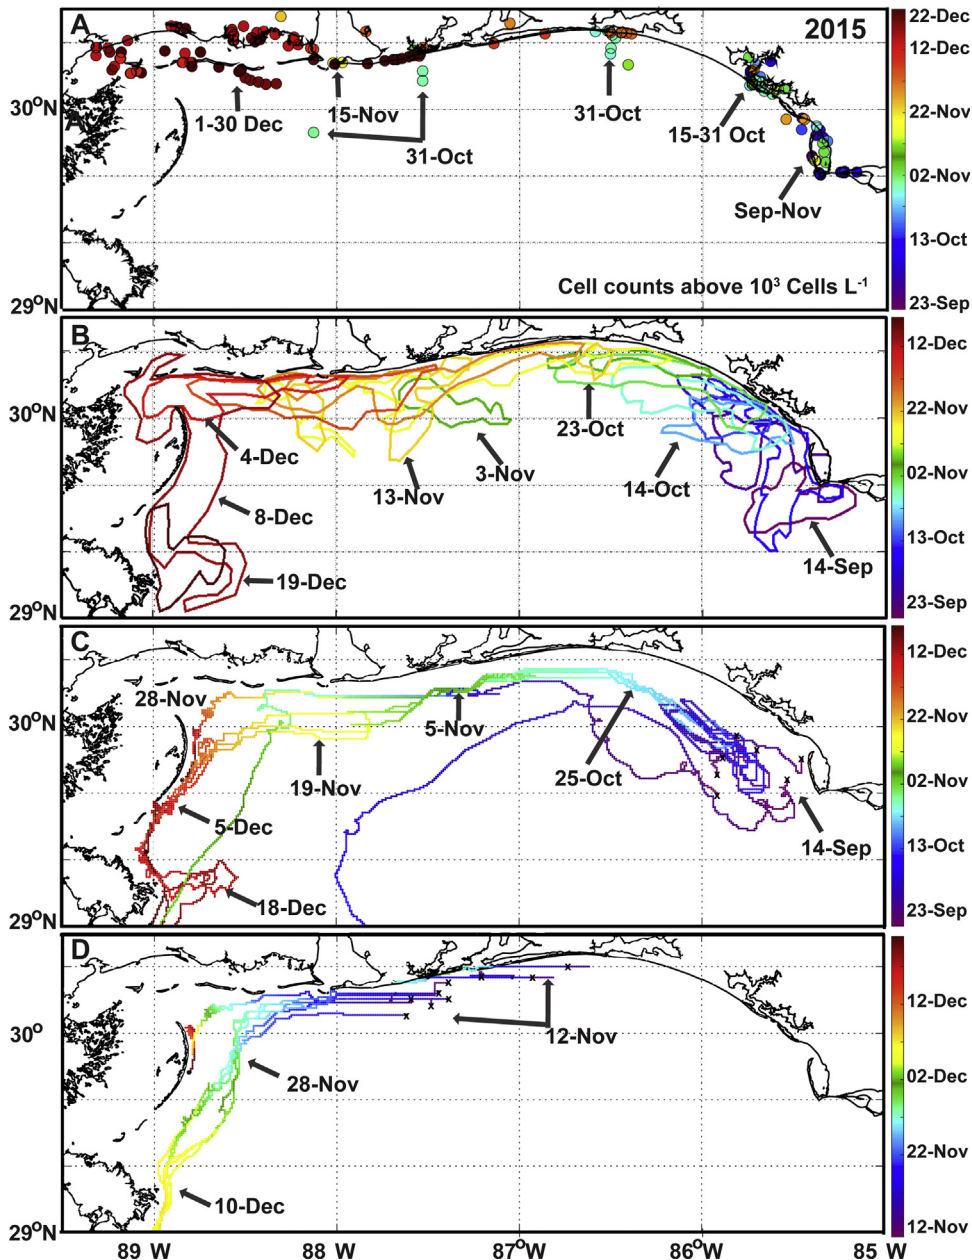 A
2015
30°N
1-30 Dec
15-Nov
31-Oct
31-Oct
15-31 Oct
Sep-Nov
Cell counts above 10³ Cells L⁻¹
29°N
22-Dec
12-Dec
22-Nov
02-Nov
13-Oct
23-Sep
B
30°N
4-Dec
8-Dec
19-Dec
13-Nov
3-Nov
23-Oct
14-Oct
14-Sep
29°N
12-Dec
22-Nov
02-Nov
13-Oct
23-Sep
C
28-Nov
30°N
5-Nov
19-Nov
25-Oct
5-Dec
14-Sep
18-Dec
29°N
12-Dec
22-Nov
02-Nov
13-Oct
23-Sep
D
30°
12-Nov
28-Nov
10-Dec
29°N
12-Dec
02-Dec
22-Nov
12-Nov
89 W
88°W
87°W
86°W
85 W